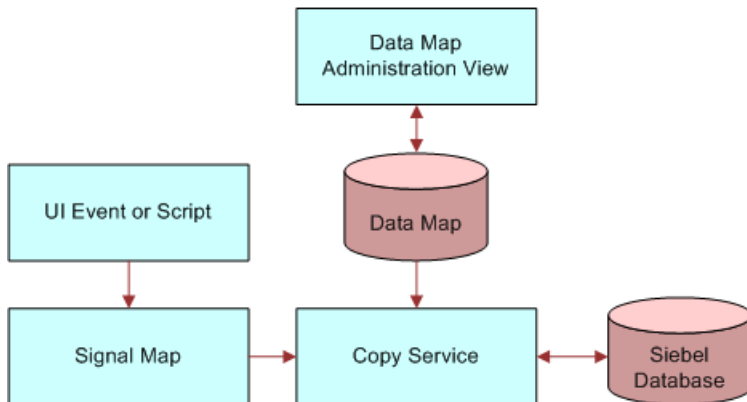 Data Map
Administration View
UI Event or Script
Data Map
Signal Map
Copy Service
Siebel
Database